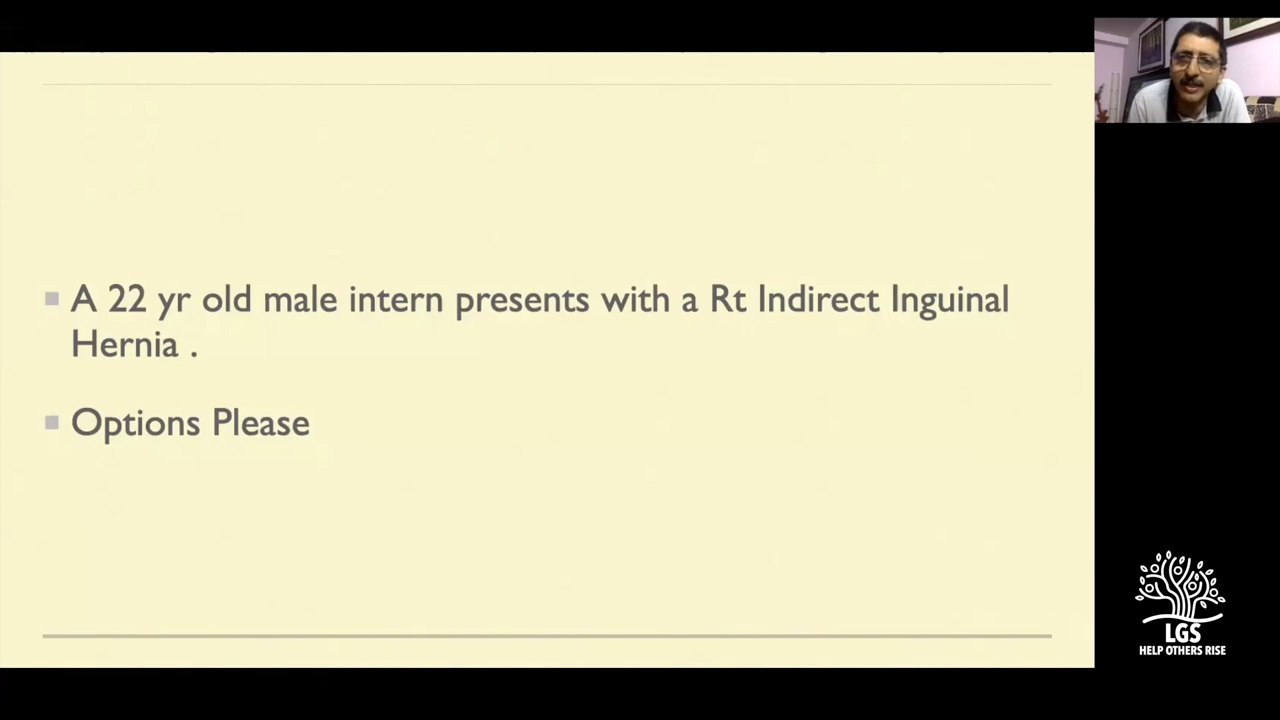 A 22 yr old male intern presents with a Rt Indirect Inguinal
Hernia .
Options Please
LGS
HELP OTHERS RISE